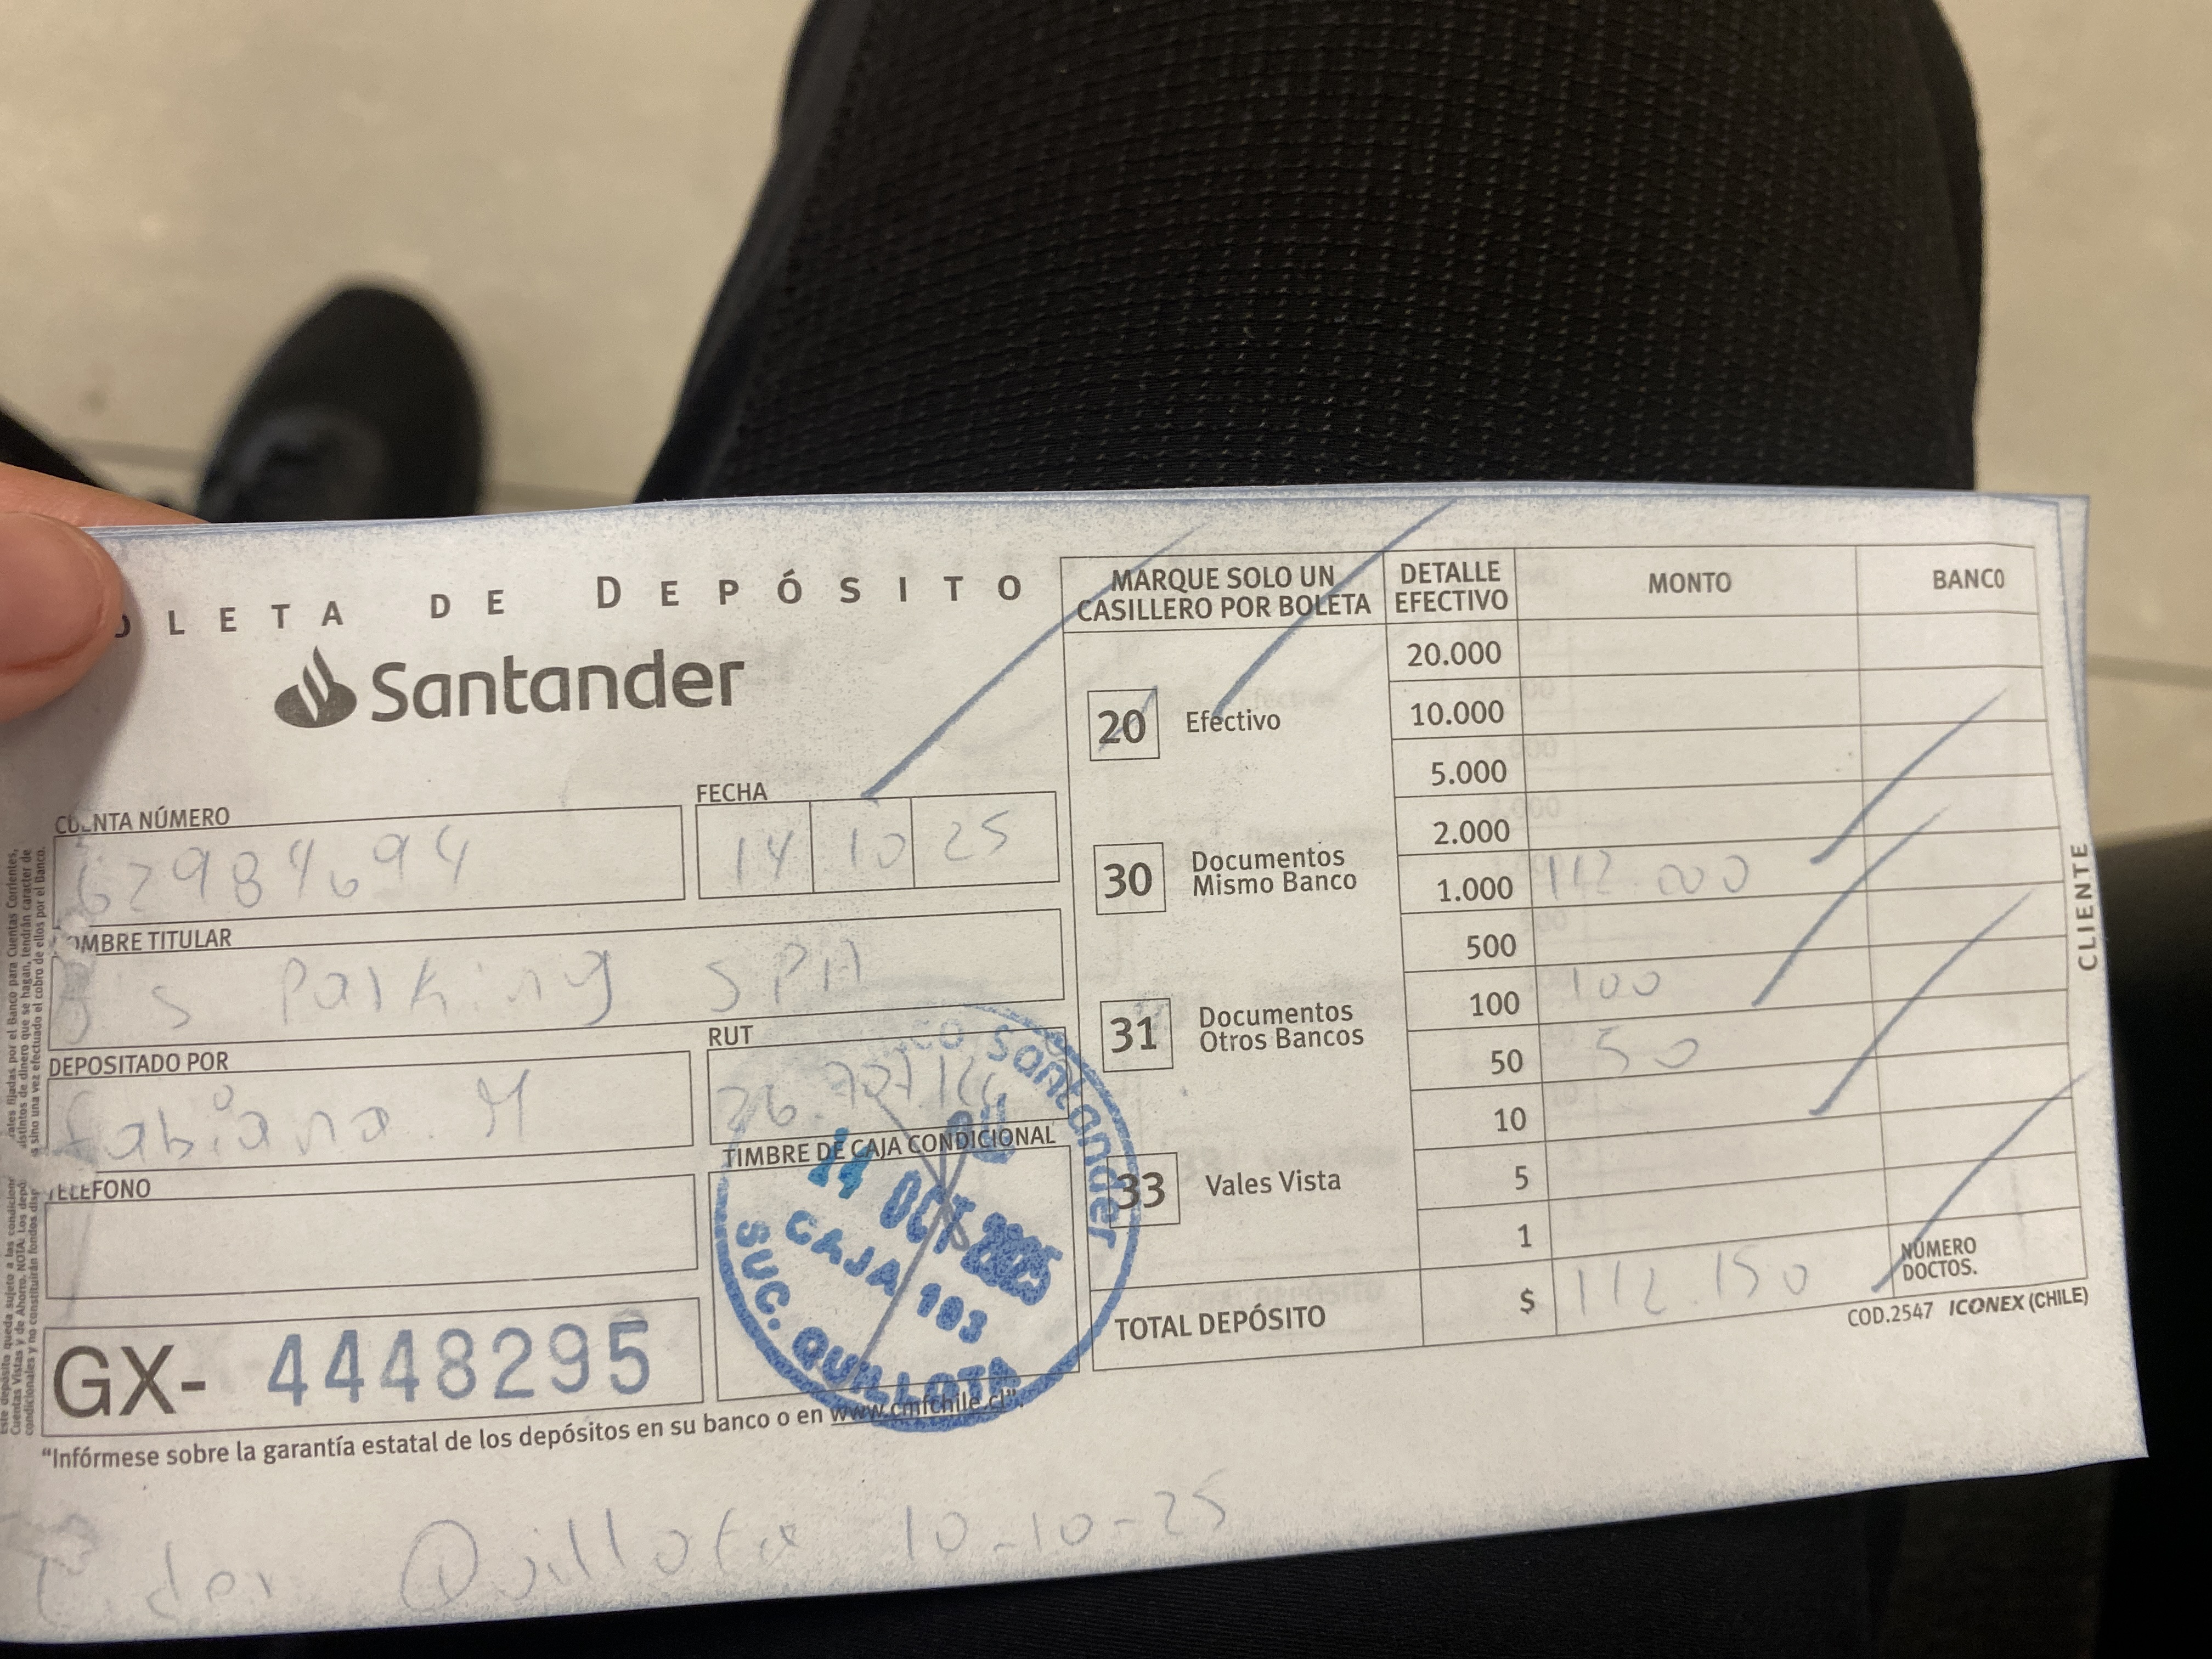 OLETA DE DEPÓSITO
Santander
CUENTA NÚMERO
62984694
FECHA
14 10 25
NOMBRE TITULAR
s Parking SPA
DEPOSITADO POR
Fabiana. M
RUT
26.
TELÉFONO
TIMBRE DE CAJA CONDICIONAL
Santander
14 OCT 2025
CAJA 103
SUC. QUILLOTA
GX- 4448295
"Infórmese sobre la garantía estatal de los depósitos en su banco o en www.cmfchile.cl".
MARQUE SOLO UN
CASILLERO POR BOLETA
20 Efectivo
30 Documentos
Mismo Banco
31 Documentos
Otros Bancos
33 Vales Vista
DETALLE
EFECTIVO
MONTO
BANCO
20.000
10.000
5.000
2.000
1.000 112.000
500
100 100
50 50
10
5
1
TOTAL DEPÓSITO $ 112.150
NÚMERO
DOCTOS.
COD.2547 ICONEX (CHILE)
CLIENTE
Quillota 10-10-25